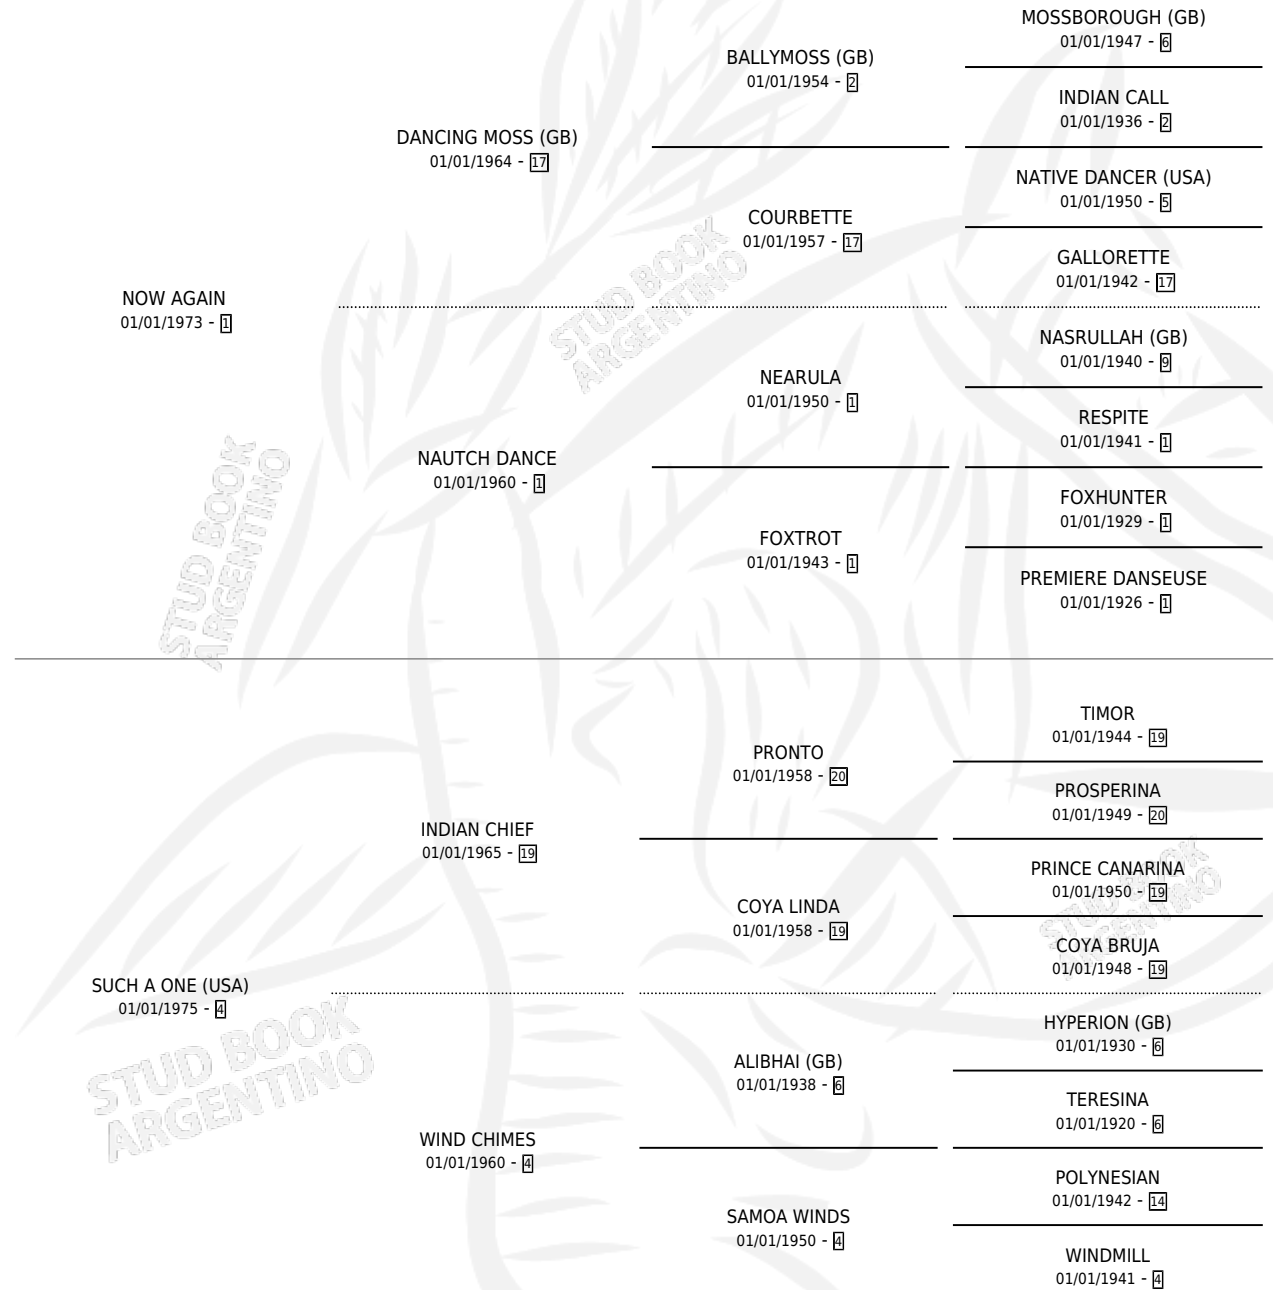 MOSSBOROUGH (GB)
01/01/1947 - 6
BALLYMOSS (GB)
01/01/1954 - 2
INDIAN CALL
01/01/1936 - 2
DANCING MOSS (GB)
01/01/1964 - 17
NATIVE DANCER (USA)
01/01/1950 - 5
COURBETTE
01/01/1957 - 17
GALLORETTE
01/01/1942 - 17
NOW AGAIN
01/01/1973 - 1
NASRULLAH (GB)
01/01/1940 - 9
NEARULA
01/01/1950 - 1
RESPITE
01/01/1941 - 1
NAUTCH DANCE
01/01/1960 - 1
FOXHUNTER
01/01/1929 - 1
FOXTROT
01/01/1943 - 1
PREMIERE DANSEUSE
01/01/1926 - 1
STUD BOOK
ARGENTINO
STUD BOOK
ARGENTINO
TIMOR
01/01/1944 - 19
PRONTO
01/01/1958 - 20
PROSPERINA
01/01/1949 - 20
INDIAN CHIEF
01/01/1965 - 19
PRINCE CANARINA
01/01/1950 - 19
COYA LINDA
01/01/1958 - 19
COYA BRUJA
01/01/1948 - 19
SUCH A ONE (USA)
01/01/1975 - 4
HYPERION (GB)
01/01/1930 - 6
ALIBHAI (GB)
01/01/1938 - 6
TERESINA
01/01/1920 - 6
WIND CHIMES
01/01/1960 - 4
POLYNESIAN
01/01/1942 - 14
SAMOA WINDS
01/01/1950 - 4
WINDMILL
01/01/1941 - 4
STUD BOOK
ARGENTINO
STUD BOOK
ARGENTINO